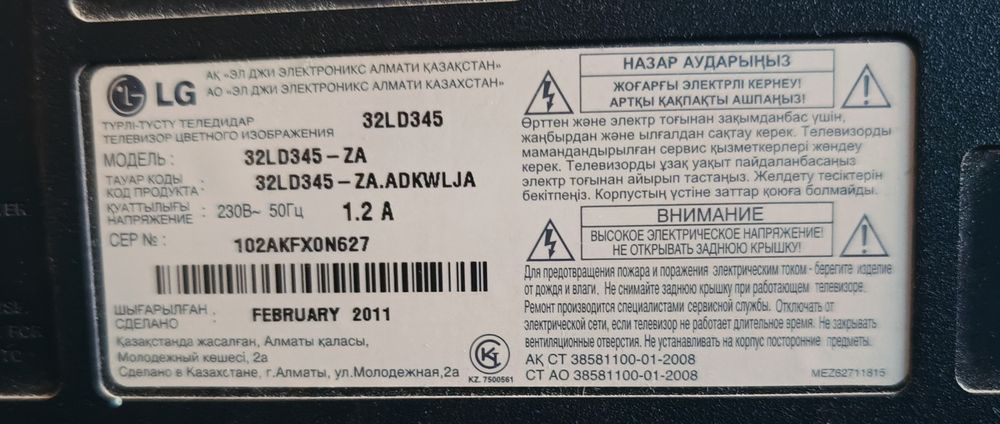 LG
АҚ «ЭЛ ДЖИ ЭЛЕКТРОНИКС АЛМАТИ ҚАЗАҚСТАН»
АО «ЭЛ ДЖИ ЭЛЕКТРОНИКС АЛМАТИ КАЗАХСТАН»
ТҮРЛІ-ТҮСТУ ТЕЛЕДИДАР
ТЕЛЕВИЗОР ЦВЕТНОГО ИЗОБРАЖЕНИЯ
32LD345
МОДЕЛЬ : 32LD345-ZA
ТАУАР КОДЫ
КОД ПРОДУКТА : 32LD345-ZA.ADKWLJA
ҚУАТТЫЛЫҒЫ
НАПРЯЖЕНИЕ : 230В~ 50Гц 1.2 A
СЕР № : 102AKFX0N627
ШЫҒАРЫЛҒАН
СДЕЛАНО : FEBRUARY 2011
Қазақстанда жасалған, Алматы қаласы,
Молодежный көшесі, 2а
Сделано в Казахстане, г.Алматы, ул.Молодежная,2а
KZ. 7500561
НАЗАР АУДАРЫҢЫЗ
ЖОҒАРҒЫ ЭЛЕКТРЛІ КЕРНЕУ!
АРТҚЫ ҚАҚПАҚТЫ АШПАҢЫЗ!
Өрттен және электр тоғынан зақымданбас үшін,
жаңбырдан және ылғалдан сақтау керек. Телевизорды
мамандандырылған сервис қызметкерлері жөндеу
керек. Телевизорды ұзақ уақыт пайдаланбасаңыз
электр тоғынан айырып тастаңыз. Желдету тесіктерін
бекітпеңіз. Корпустың үстіне заттар қоюға болмайды.
ВНИМАНИЕ
ВЫСОКОЕ ЭЛЕКТРИЧЕСКОЕ НАПРЯЖЕНИЕ!
НЕ ОТКРЫВАТЬ ЗАДНЮЮ КРЫШКУ!
Для предотвращения пожара и поражения электрическим током - берегите изделие
от дождя и влаги. Не снимайте заднюю крышку при работающем телевизоре.
Ремонт производится специалистами сервисной службы. Отключать от
электрической сети, если телевизор не работает длительное время. Не закрывать
вентиляционные отверстия. Не устанавливать на корпус посторонние предметы.
АҚ СТ 38581100-01-2008
СТ АО 38581100-01-2008
MEZ62711815